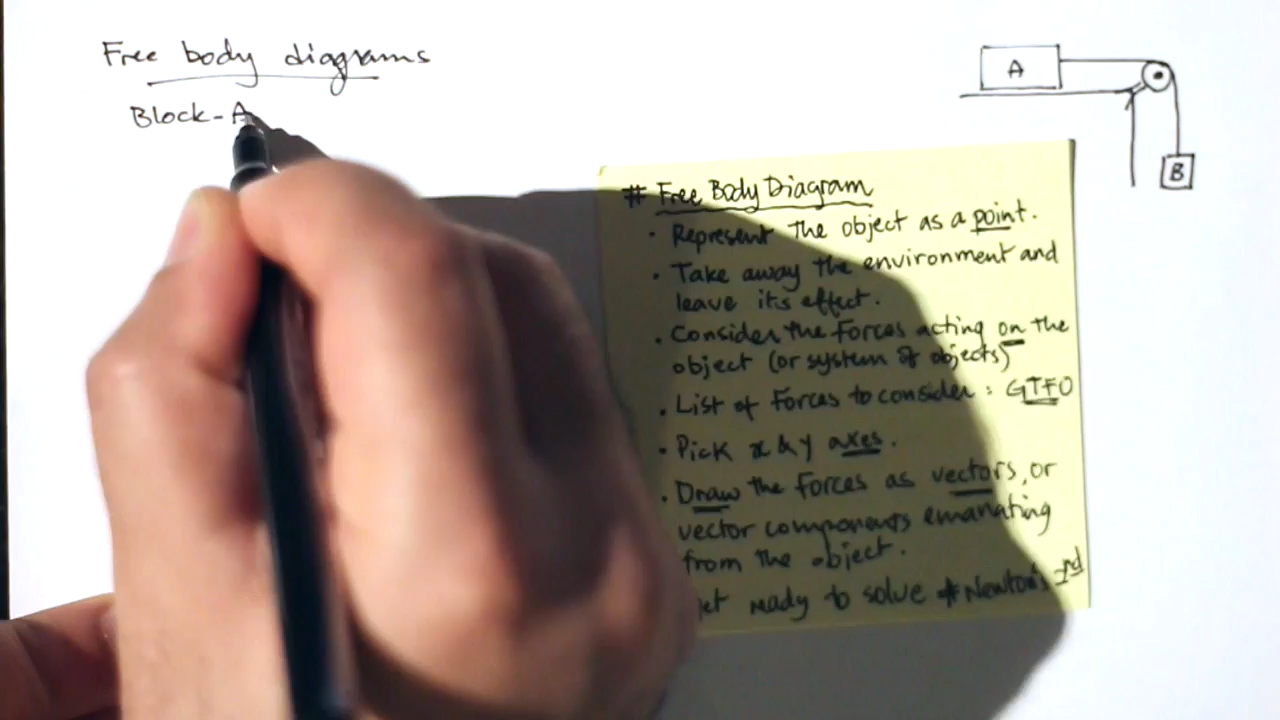 Free body diagrams
Block-A
A
B
# Free Body Diagram
· Represent the object as a point.
· Take away the environment and
leave its effect.
· Consider the Forces acting on the
object (or system of objects)
· List of Forces to consider: GTFO
· Pick x & y axes.
· Draw the forces as vectors, or
vector components emanating
from the object.
ready to solve # Newton's 2nd